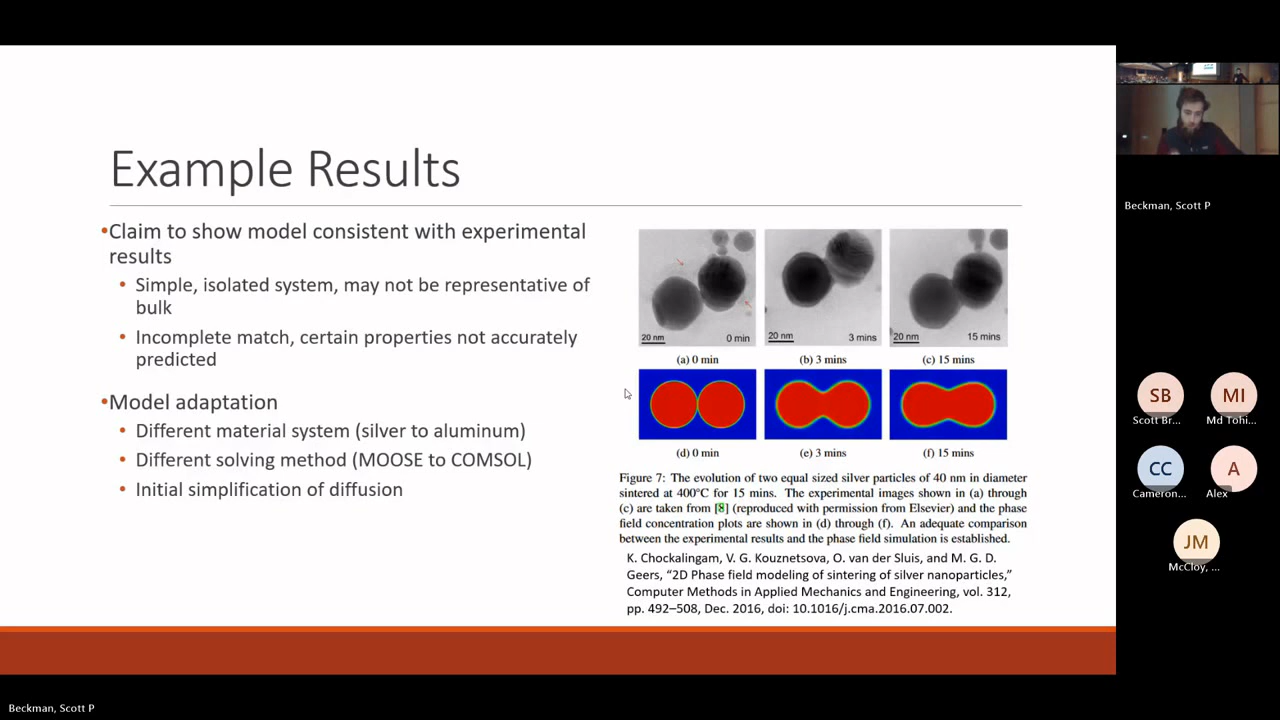 Example Results
•Claim to show model consistent with experimental
results
• Simple, isolated system, may not be representative of
bulk
• Incomplete match, certain properties not accurately
predicted
•Model adaptation
• Different material system (silver to aluminum)
• Different solving method (MOOSE to COMSOL)
• Initial simplification of diffusion
20 nm 0 min
20 nm 3 mins
20 nm 15 mins
(a) 0 min
(b) 3 mins
(c) 15 mins
(d) 0 min
(e) 3 mins
(f) 15 mins
Figure 7: The evolution of two equal sized silver particles of 40 nm in diameter
sintered at 400°C for 15 mins. The experimental images shown in (a) through
(c) are taken from [8] (reproduced with permission from Elsevier) and the phase
field concentration plots are shown in (d) through (f). An adequate comparison
between the experimental results and the phase field simulation is established.
K. Chockalingam, V. G. Kouznetsova, O. van der Sluis, and M. G. D.
Geers, “2D Phase field modeling of sintering of silver nanoparticles,”
Computer Methods in Applied Mechanics and Engineering, vol. 312,
pp. 492–508, Dec. 2016, doi: 10.1016/j.cma.2016.07.002.
Beckman, Scott P
SB
Scott Br...
MI
Md Tohi...
CC
Cameron...
A
Alex
JM
McCloy, ...
Beckman, Scott P